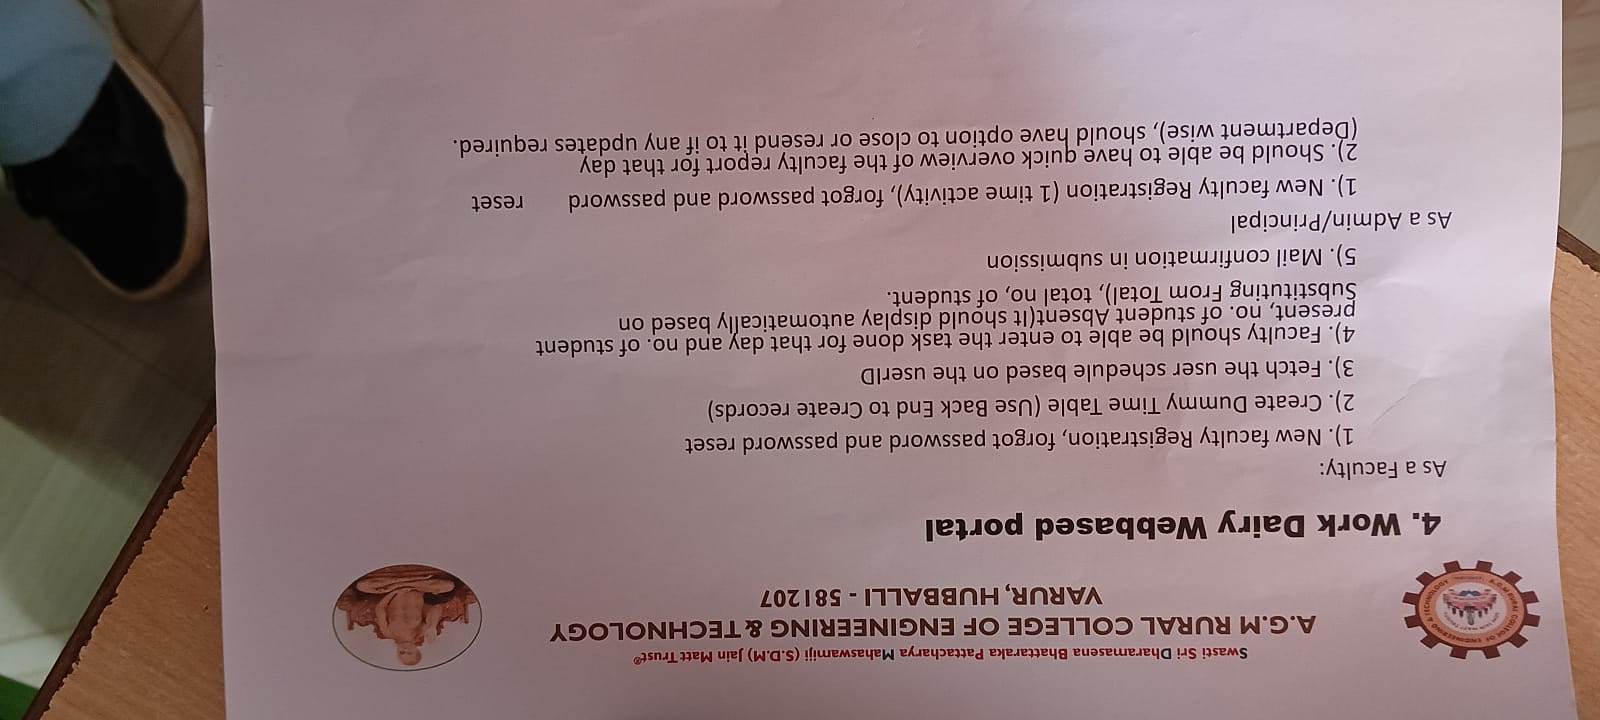 Swasti Sri Dharamasena Bhattaraka Pattacharya Mahaswamiji (S.D.M) Jain Matt Trust®
A.G.M RURAL COLLEGE OF ENGINEERING & TECHNOLOGY
VARUR, HUBBALLI - 581207
4. Work Dairy Webbased portal
As a Faculty:
1). New faculty Registration, forgot password and password reset
2). Create Dummy Time Table (Use Back End to Create records)
3). Fetch the user schedule based on the userID
4). Faculty should be able to enter the task done for that day and no. of student
present, no. of student Absent(It should display automatically based on
Substituting From Total), total no, of student.
5). Mail confirmation in submission
As a Admin/Principal
1). New faculty Registration (1 time activity), forgot password and password reset
2). Should be able to have quick overview of the faculty report for that day
(Department wise), should have option to close or resend it to if any updates required.